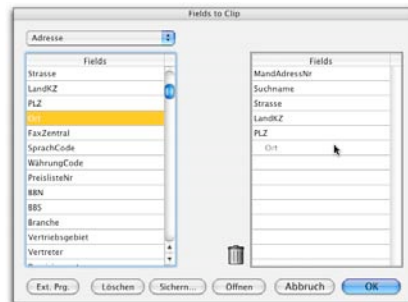 Fields to Clip
Adresse
Fields
Strasse
LandKZ
PLZ
Ort
FaxZentral
SprachCode
WährungCode
PreislisteNr
BBN
BBS
Branche
Vertriebsgebiet
Vertreter
Fields
MandAdressNr
Suchname
Strasse
LandKZ
PLZ
Ort
Ext. Prg.
Löschen
Sichern...
Öffnen
Abbruch
OK